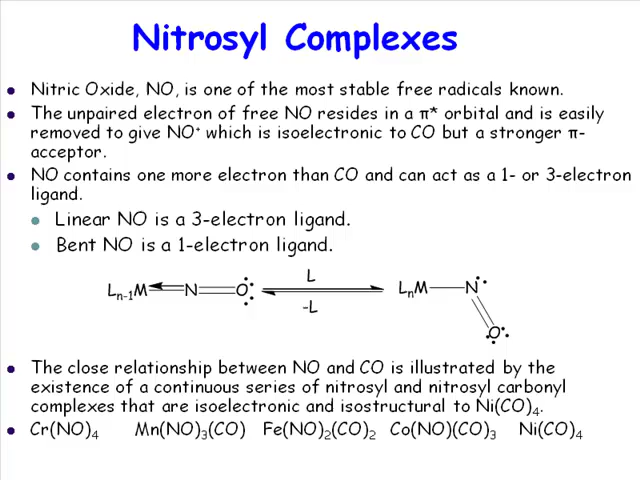 Nitrosyl Complexes
• Nitric Oxide, NO, is one of the most stable free radicals known.
• The unpaired electron of free NO resides in a π* orbital and is easily
removed to give NO⁺ which is isoelectronic to CO but a stronger π-
acceptor.
• NO contains one more electron than CO and can act as a 1- or 3-electron
ligand.
• Linear NO is a 3-electron ligand.
• Bent NO is a 1-electron ligand.
L
Lₙ₋₁M N O LₙM N
-L
O
• The close relationship between NO and CO is illustrated by the
existence of a continuous series of nitrosyl and nitrosyl carbonyl
complexes that are isoelectronic and isostructural to Ni(CO)₄.
• Cr(NO)₄ Mn(NO)₃(CO) Fe(NO)₂(CO)₂ Co(NO)(CO)₃ Ni(CO)₄